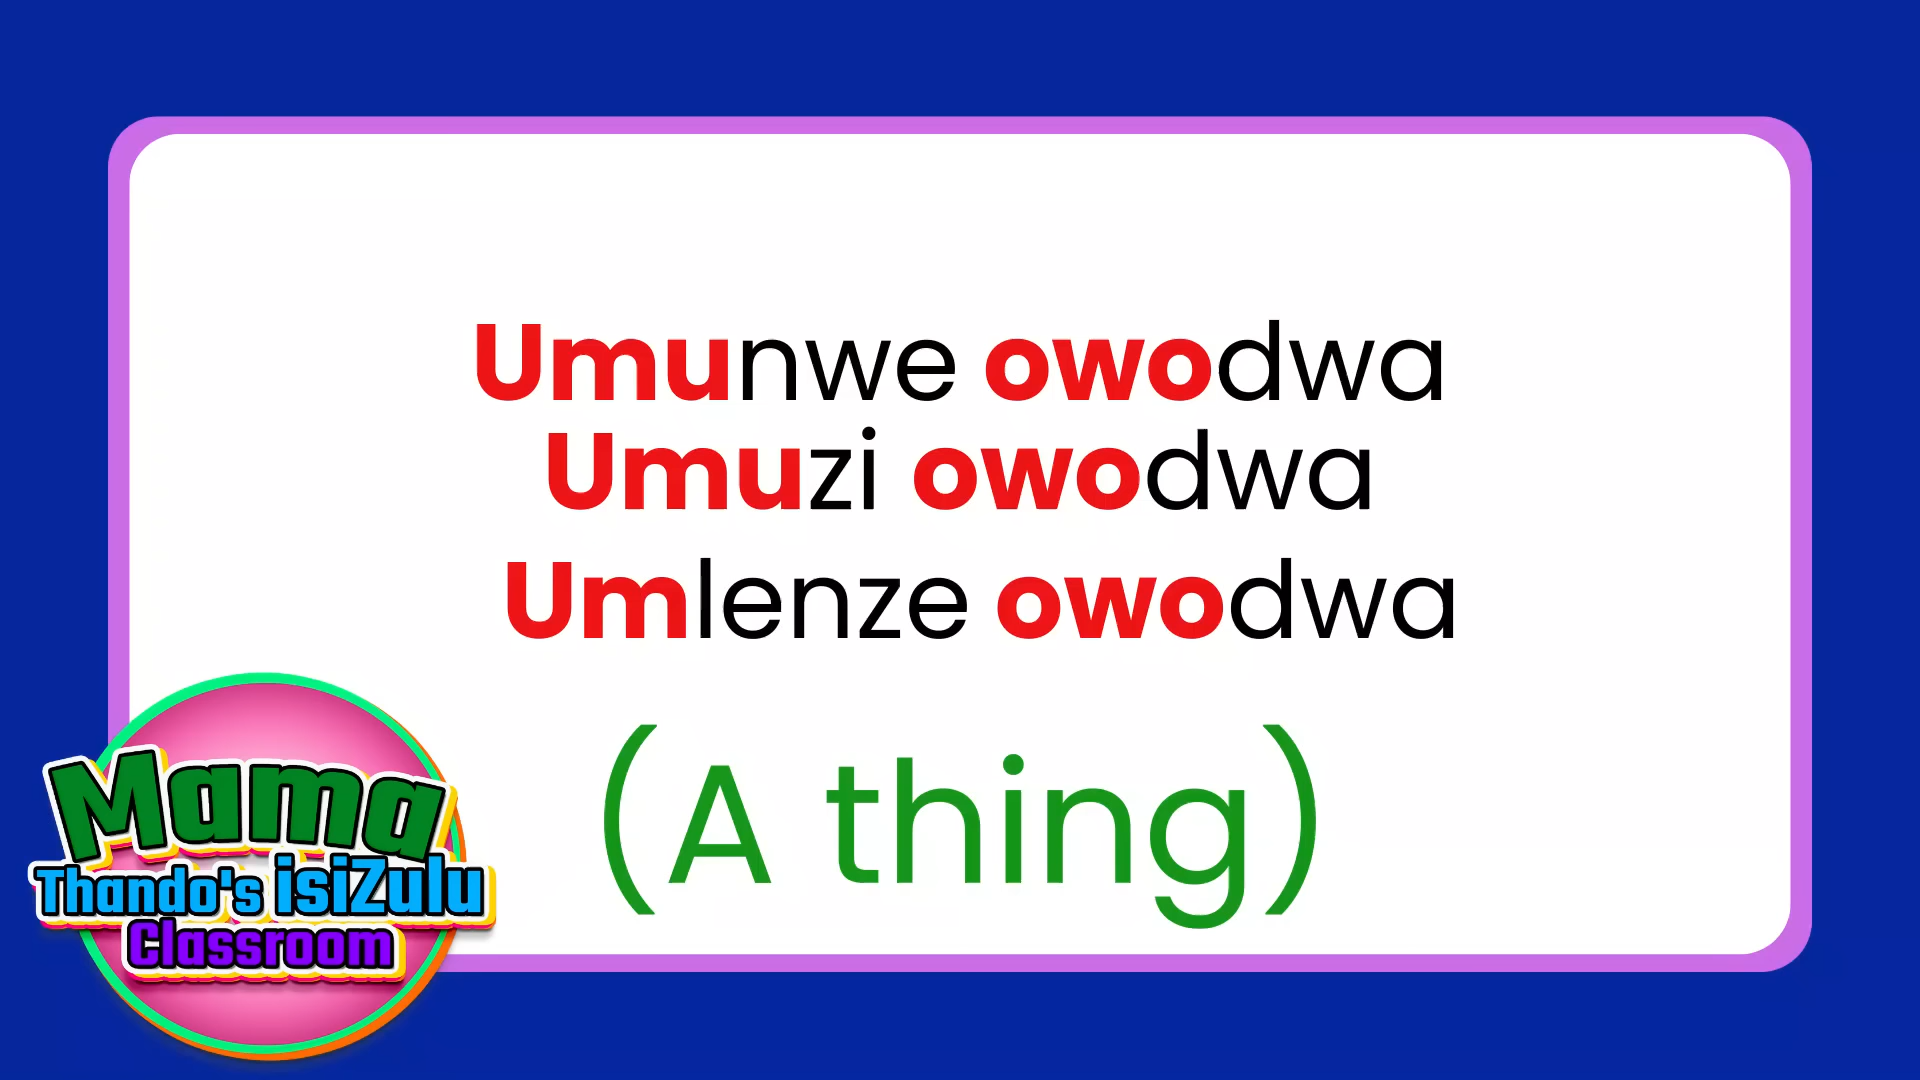 Umunwe owodwa
Umuzi owodwa
Umlenze owodwa
(A thing)
Mama
Thando's isiZulu
Classroom